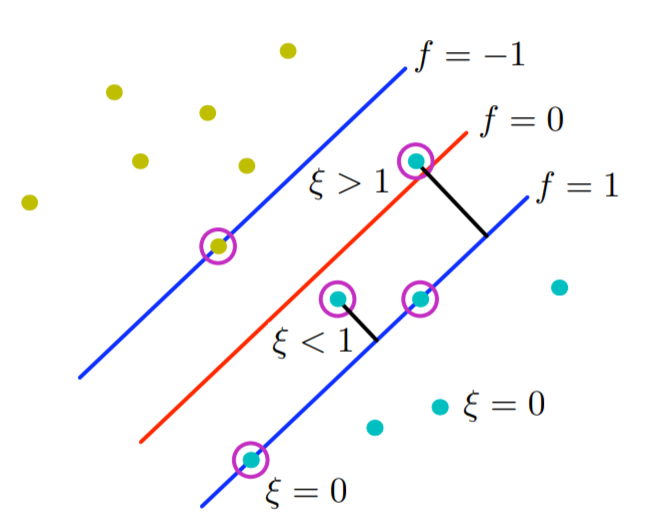 f = −1
f = 0
ξ > 1
f = 1
ξ < 1
ξ = 0
ξ = 0